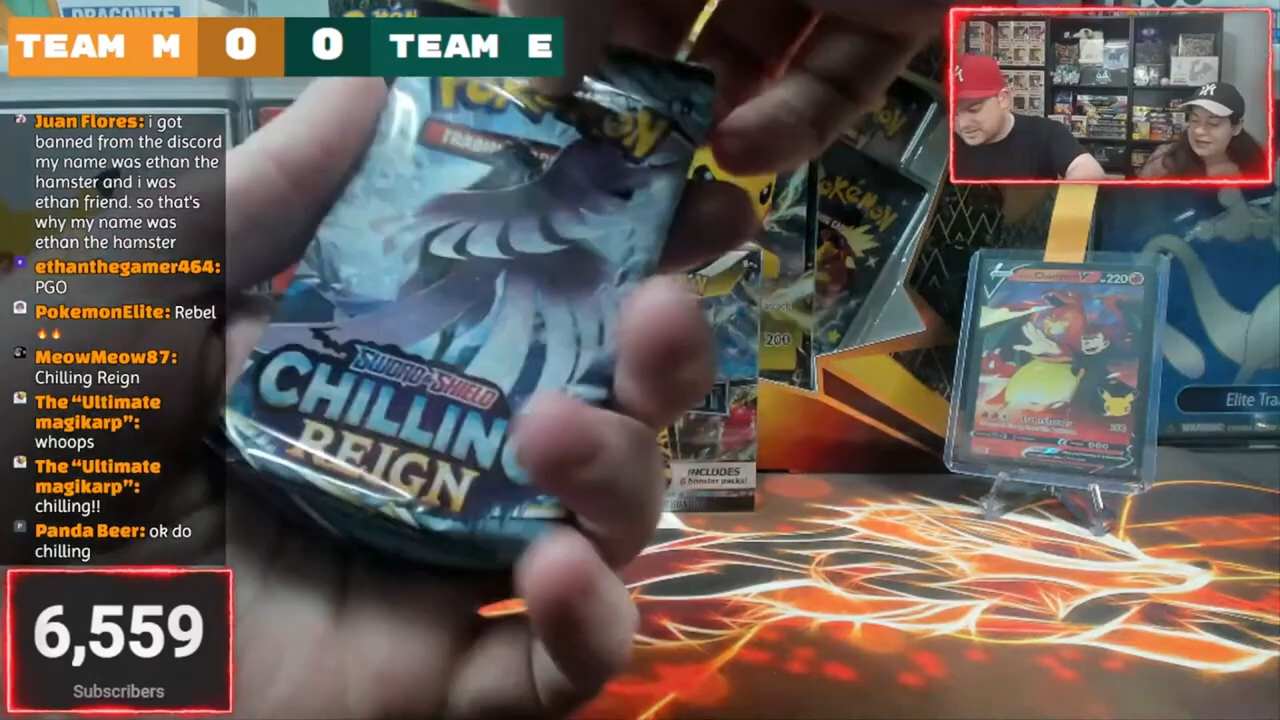 DRAGONITE
TEAM M 0 0 TEAM E
Juan Flores: i got
banned from the discord
my name was ethan the
hamster and i was
ethan friend. so that's
why my name was
ethan the hamster
ethanthegamer464:
PGO
PokemonElite: Rebel
🔥🔥
MeowMeow87:
Chilling Reign
The “Ultimate
magikarp”:
whoops
The “Ultimate
magikarp”:
chilling!!
Panda Beer: ok do
chilling
6,559
Subscribers
POKÉMON
SWORD & SHIELD
CHILLING
REIGN
POKÉMON
200
INCLUDES
6 booster packs!
220
Elite Tra